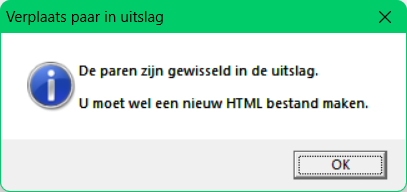 Verplaats paar in uitslag
De paren zijn gewisseld in de uitslag.
U moet wel een nieuw HTML bestand maken.
OK